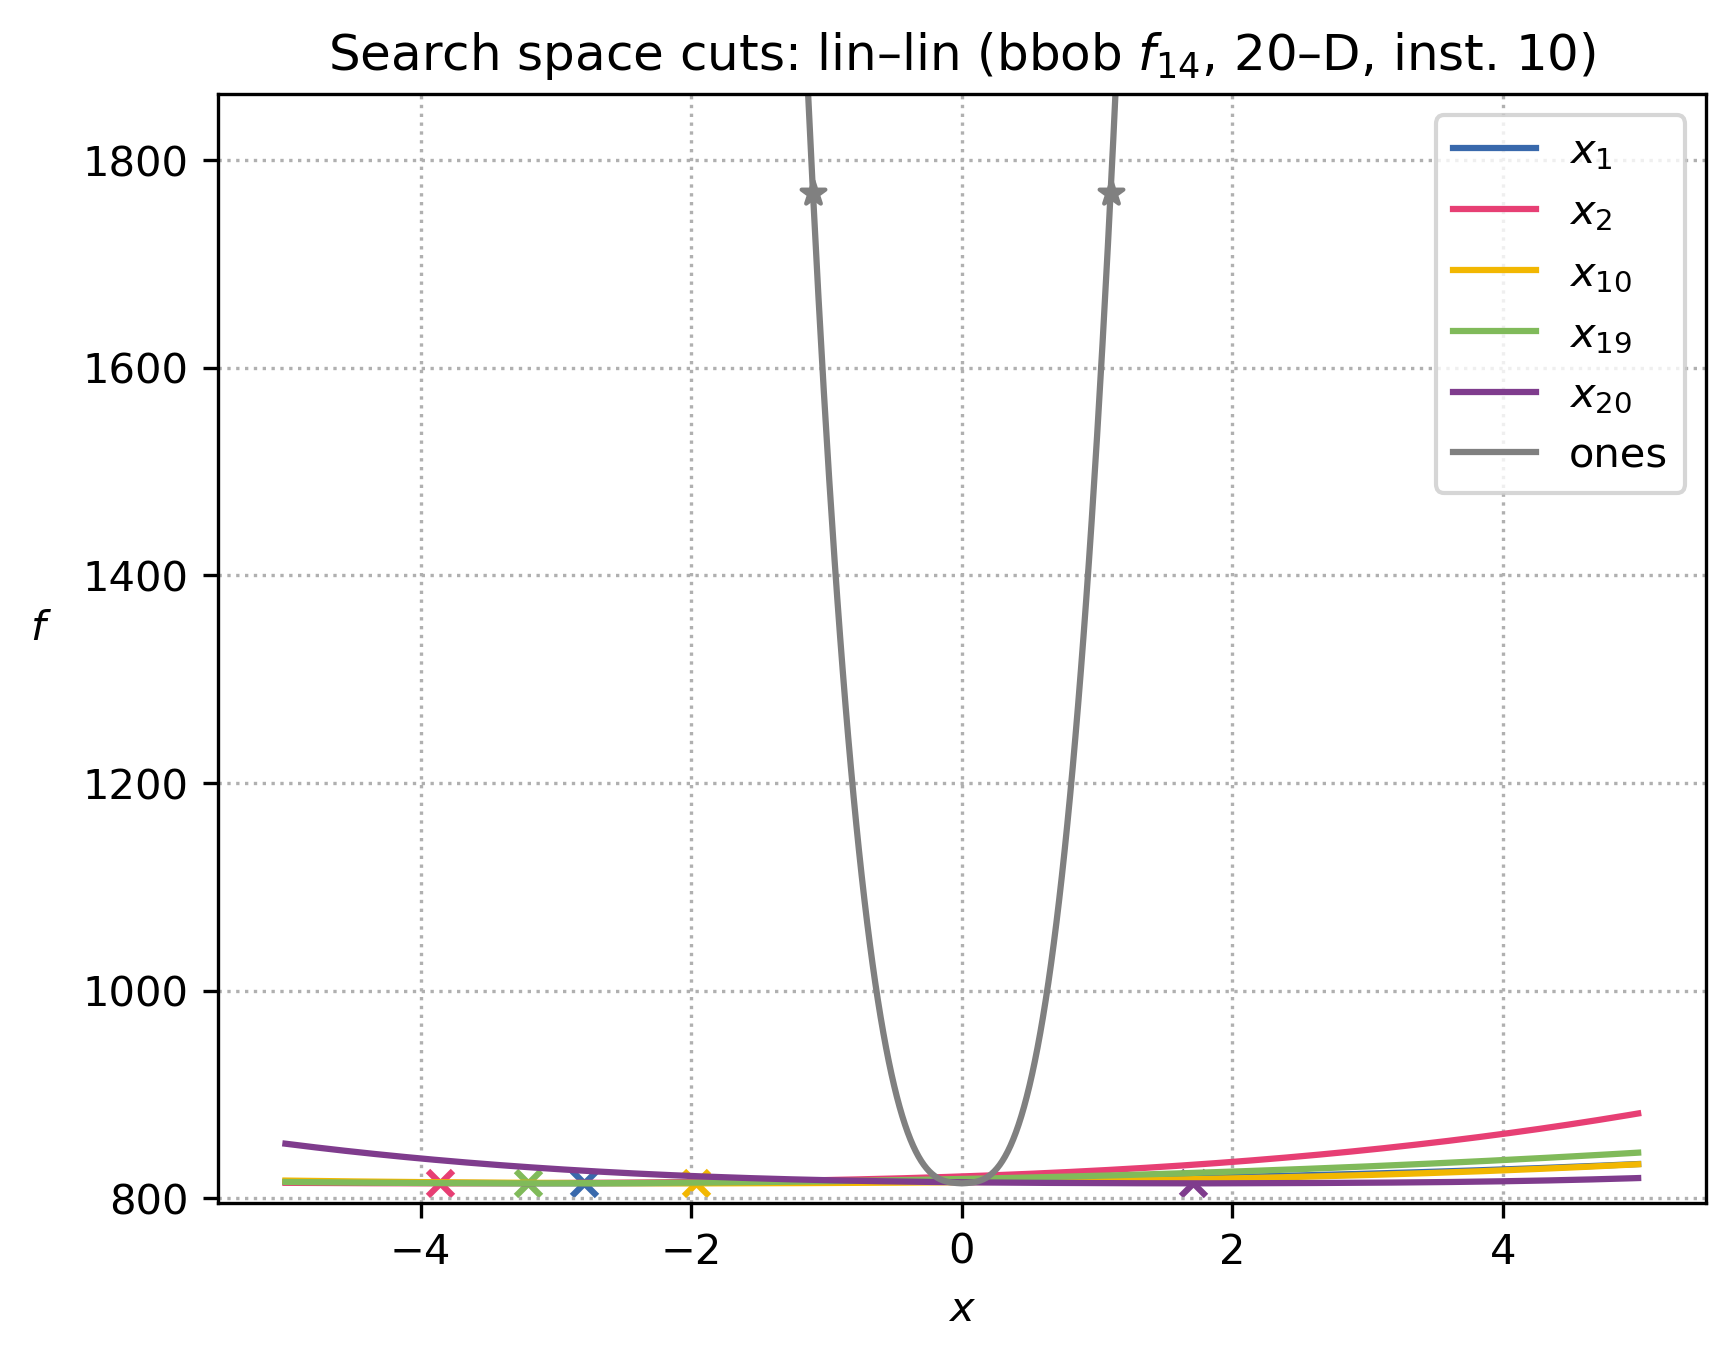 Search space cuts: lin–lin (bbob f₁₄, 20–D, inst. 10)
1800
1600
1400
1200
1000
800
f
−4
−2
0
2
4
x
x₁
x₂
x₁₀
x₁₉
x₂₀
ones